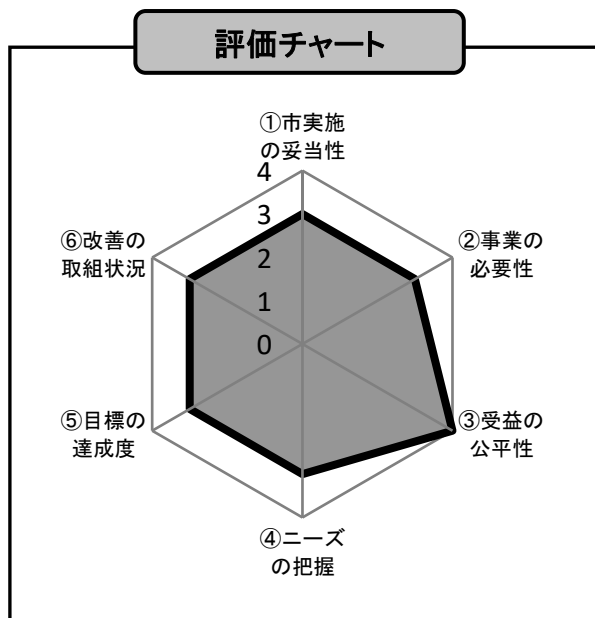 評価チャート
①市実施
の妥当性
4
3
2
1
0
②事業の
必要性
③受益の
公平性
④ニーズ
の把握
⑤目標の
達成度
⑥改善の
取組状況